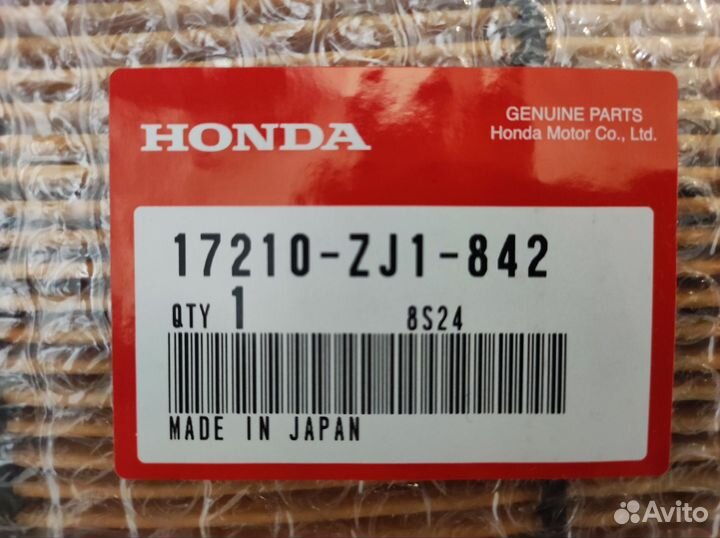 HONDA
GENUINE PARTS
Honda Motor Co., Ltd.
17210-ZJ1-842
QTY 1 8S24
MADE IN JAPAN
Avito